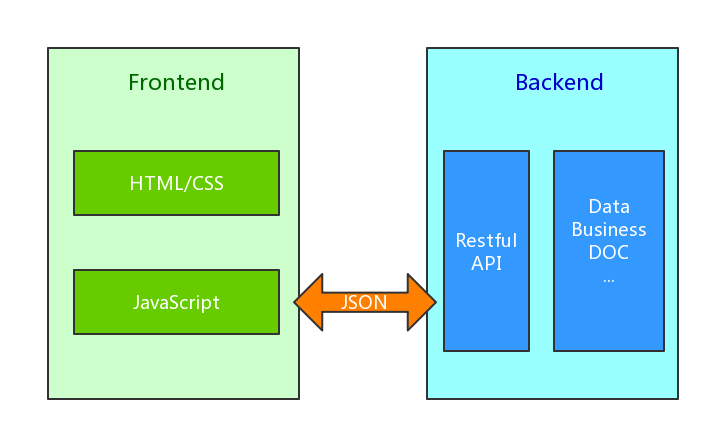 Frontend
HTML/CSS
JavaScript
JSON
Backend
Restful
API
Data
Business
DOC
...